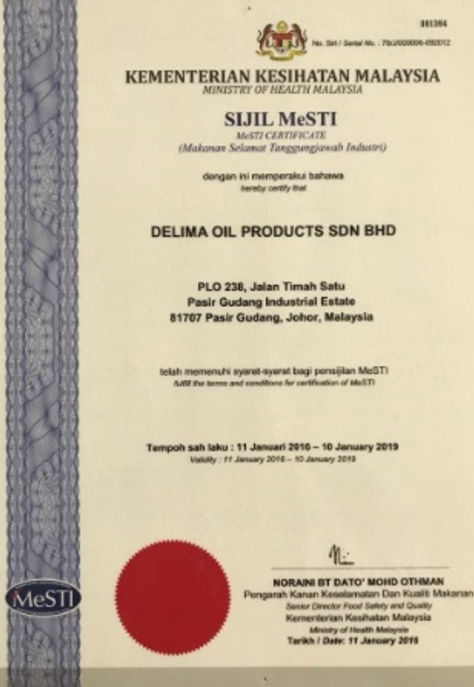 001394
No. Siri / Serial No. :
KEMENTERIAN KESIHATAN MALAYSIA
MINISTRY OF HEALTH MALAYSIA
SIJIL MeSTI
MeSTI CERTIFICATE
(Makanan Selamat Tanggungjawab Industri)
dengan ini memperakui bahawa
hereby certify that
DELIMA OIL PRODUCTS SDN BHD
PLO 238, Jalan Timah Satu
Pasir Gudang Industrial Estate
81707 Pasir Gudang, Johor, Malaysia
telah memenuhi syarat-syarat bagi pensijilan MeSTI
fulfill the terms and conditions for certification of MeSTI
Tempoh sah laku : 11 Januari 2016 – 10 January 2019
Validity : 11 January 2016 – 10 January 2019
NORAINI BT DATO' MOHD OTHMAN
Pengarah Kanan Keselamatan Dan Kualiti Makanan
Senior Director Food Safety and Quality
Kementerian Kesihatan Malaysia
Ministry of Health Malaysia
Tarikh / Date: 11 January 2016
MeSTI